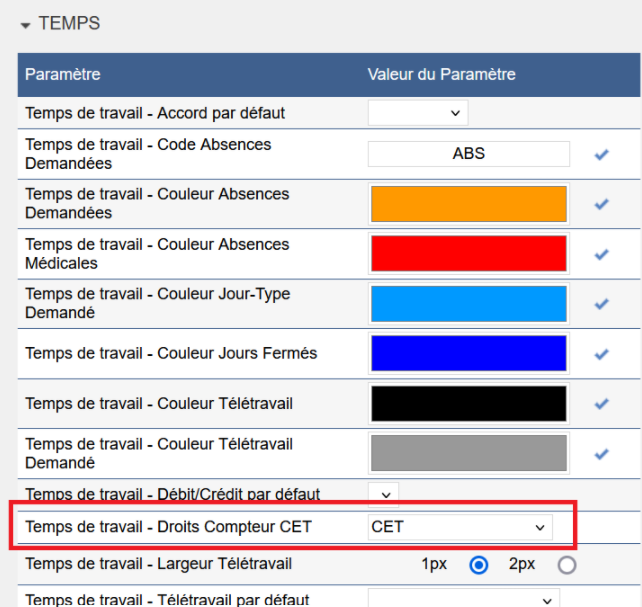 TEMPS
Paramètre Valeur du Paramètre
Temps de travail - Accord par défaut
Temps de travail - Code Absences
Demandées
ABS
Temps de travail - Couleur Absences
Demandées
Temps de travail - Couleur Absences
Médicales
Temps de travail - Couleur Jour-Type
Demandé
Temps de travail - Couleur Jours Fermés
Temps de travail - Couleur Télétravail
Temps de travail - Couleur Télétravail
Demandé
Temps de travail - Débit/Crédit par défaut
Temps de travail - Droits Compteur CET CET
Temps de travail - Largeur Télétravail 1px 2px
Temps de travail - Télétravail par défaut